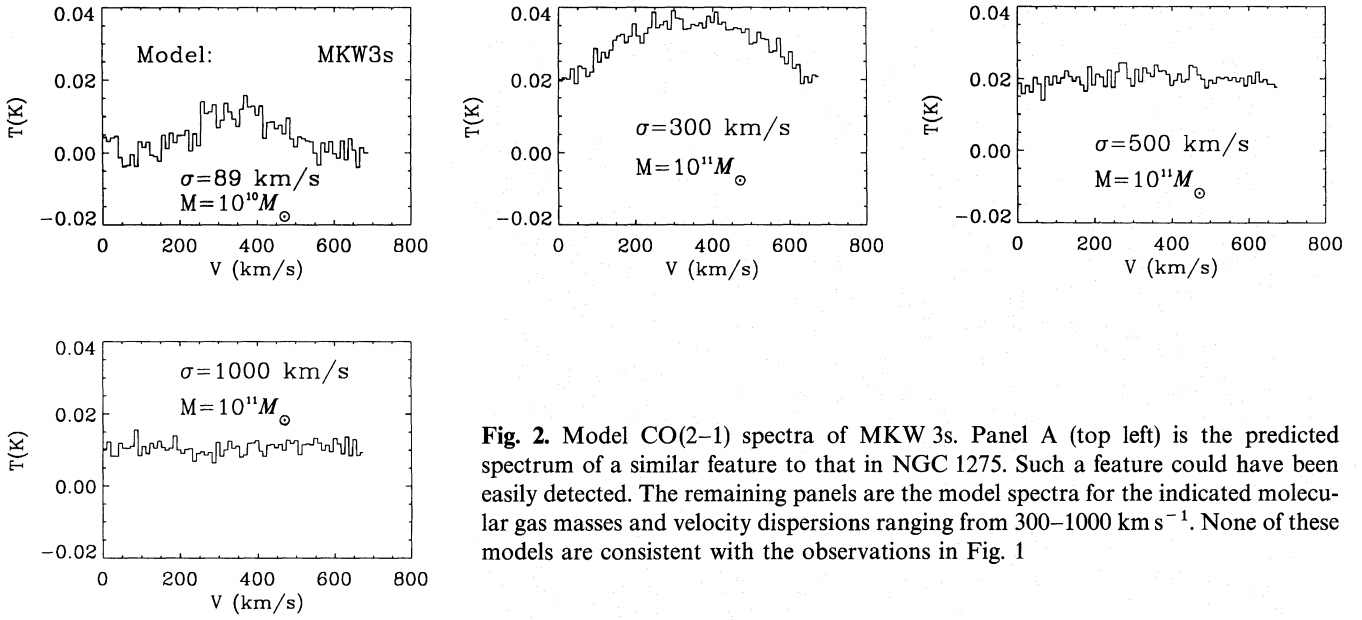 0.04
0.02
0.00
−0.02
T(K)
Model: MKW3s
σ=89 km/s
M=10¹⁰M⊙
0 200 400 600 800
V (km/s)
0.04
0.02
0.00
−0.02
T(K)
σ=300 km/s
M=10¹¹M⊙
0 200 400 600 800
V (km/s)
0.04
0.02
0.00
−0.02
T(K)
σ=500 km/s
M=10¹¹M⊙
0 200 400 600 800
V (km/s)
0.04
0.02
0.00
−0.02
T(K)
σ=1000 km/s
M=10¹¹M⊙
0 200 400 600 800
V (km/s)
Fig. 2. Model CO(2–1) spectra of MKW 3s. Panel A (top left) is the predicted
spectrum of a similar feature to that in NGC 1275. Such a feature could have been
easily detected. The remaining panels are the model spectra for the indicated molecu-
lar gas masses and velocity dispersions ranging from 300–1000 km s⁻¹. None of these
models are consistent with the observations in Fig. 1